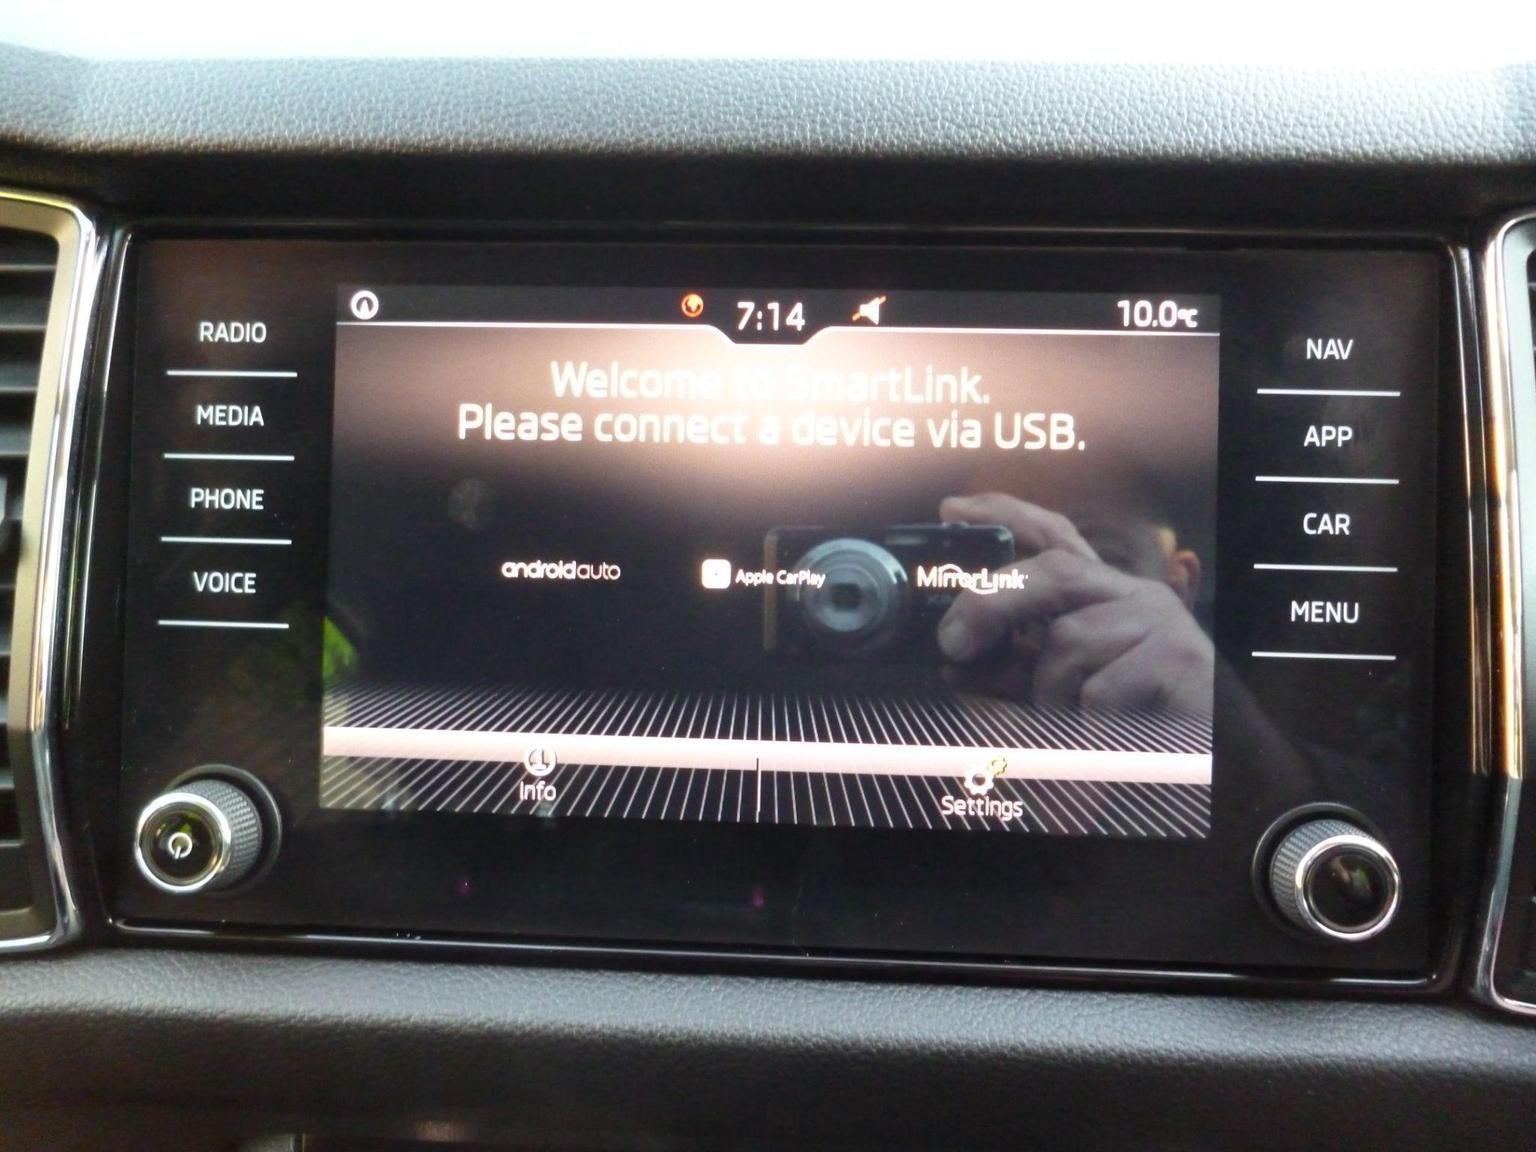 7:14
10.0°C
RADIO
MEDIA
PHONE
VOICE
Welcome to SmartLink.
Please connect a device via USB.
androidauto
Apple CarPlay
MirrorLink
Info
Settings
NAV
APP
CAR
MENU